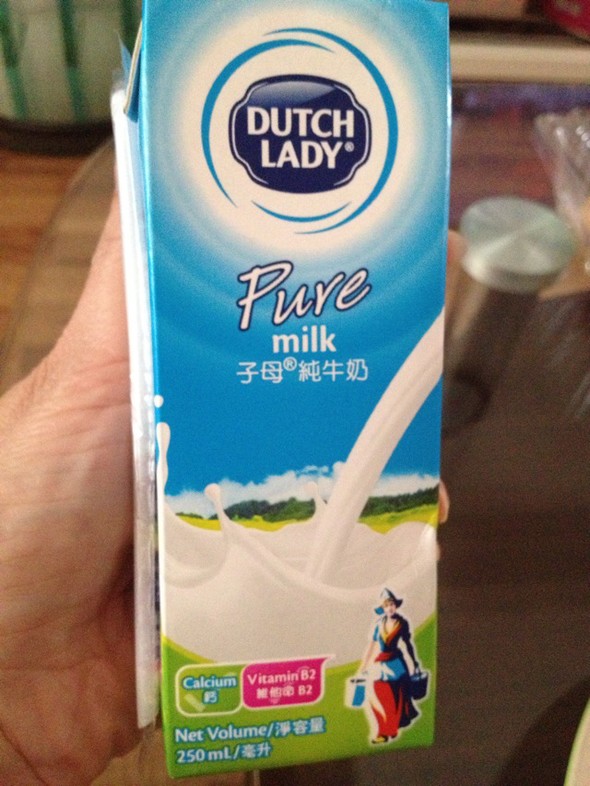 DUTCH
LADY®
Pure
milk
子母®純牛奶
Calcium
鈣
Vitamin B2
維他命 B2
Net Volume/淨容量
250 mL/毫升